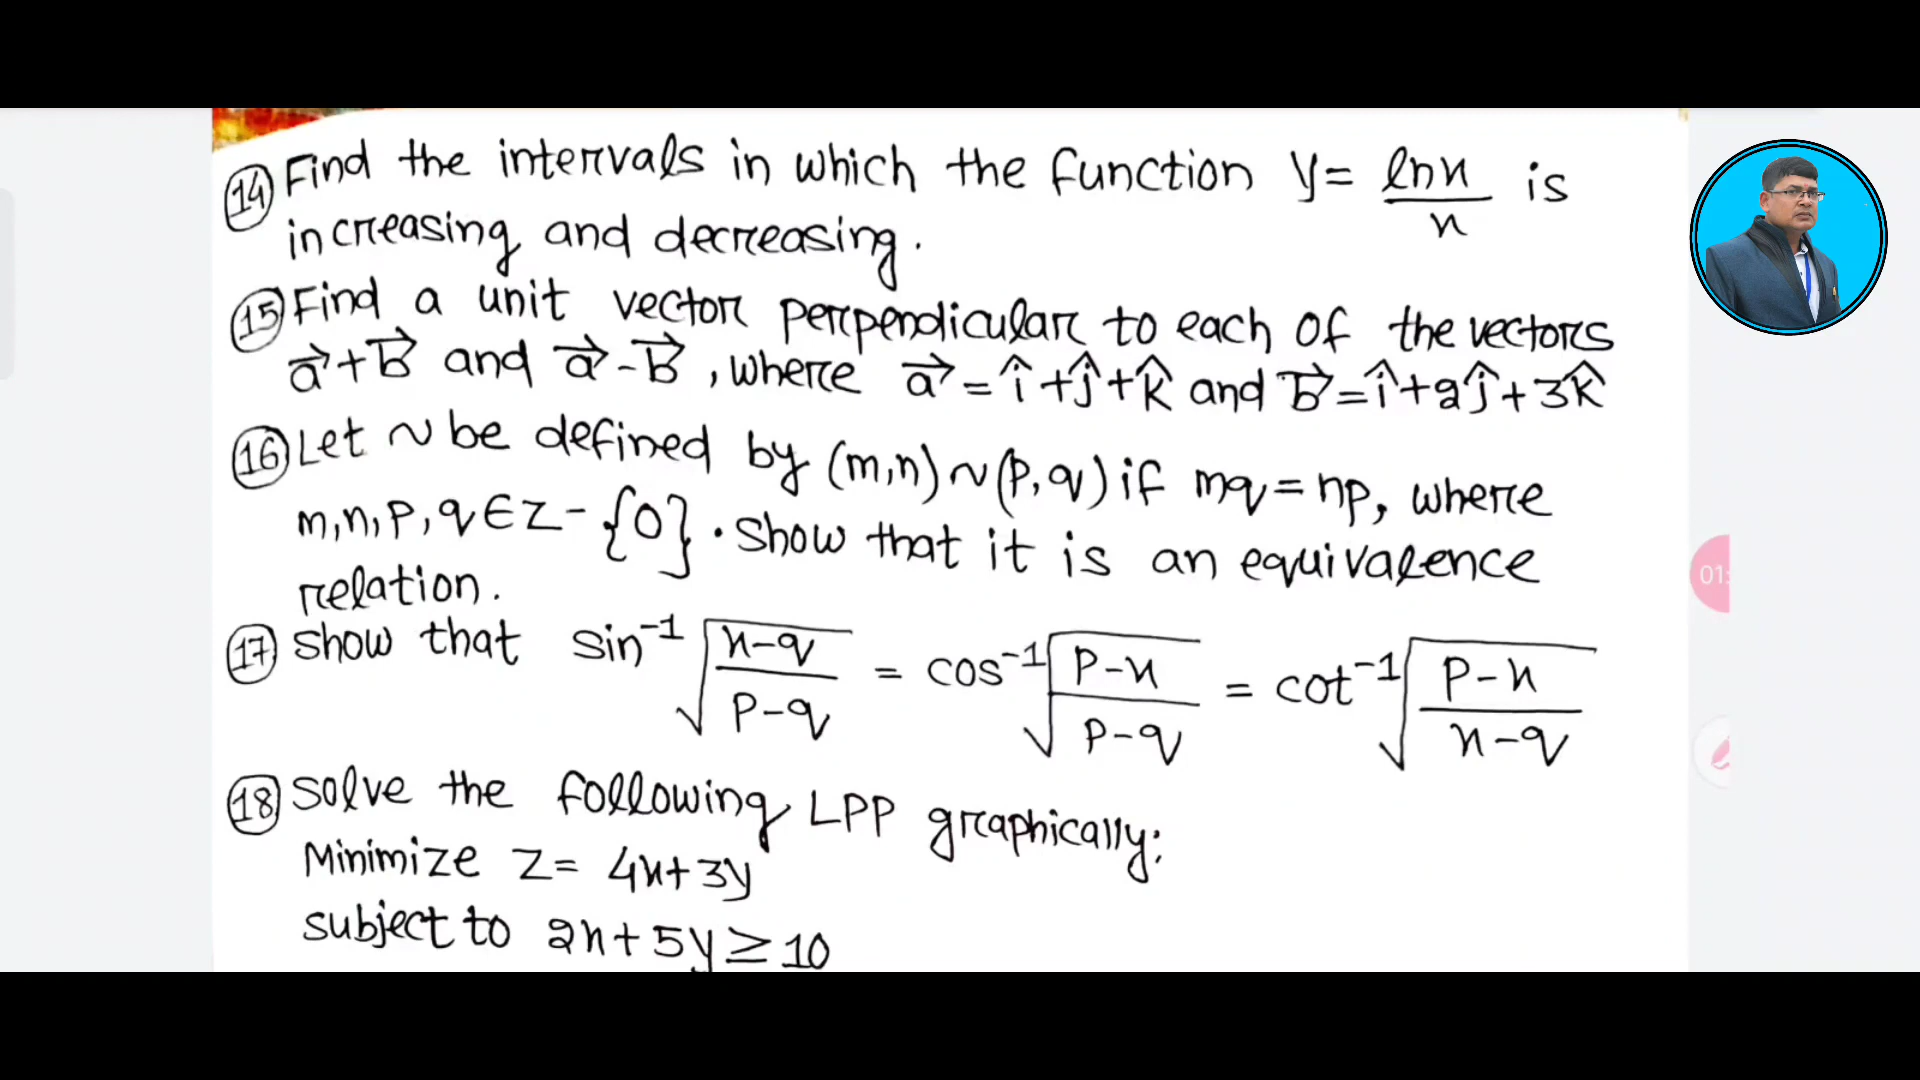 (14) Find the intervals in which the function y = lnx/x is
increasing and decreasing.
(15) Find a unit vector perpendicular to each of the vectors
a⃗+b⃗ and a⃗-b⃗, where a⃗=î+ĵ+k̂ and b⃗=î+2ĵ+3k̂
(16) Let ~ be defined by (m,n)~(p,q) if mq=np, where
m,n,p,q∈Z-{0}. Show that it is an equivalence
relation.
(17) Show that sin⁻¹√((x-q)/(p-q)) = cos⁻¹√((p-x)/(p-q)) = cot⁻¹√((p-x)/(x-q))
(18) Solve the following LPP graphically:
Minimize Z= 4x+3y
subject to 2x+5y≥10